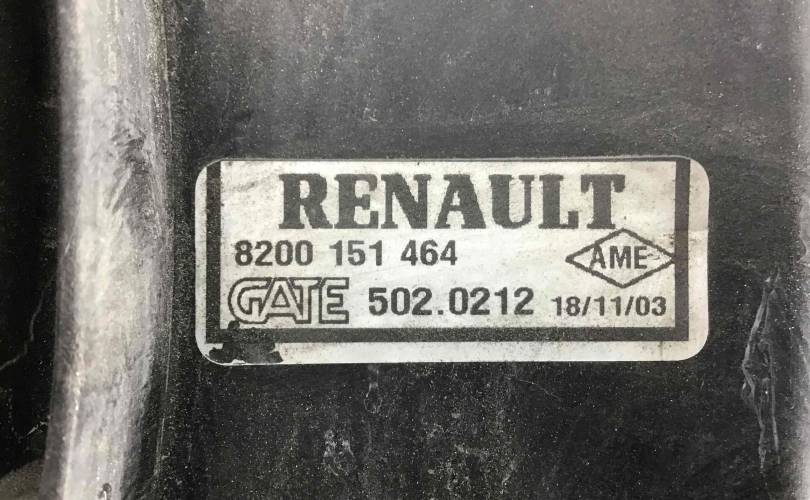 RENAULT
8200 151 464 AME
GATE 502.0212 18/11/03